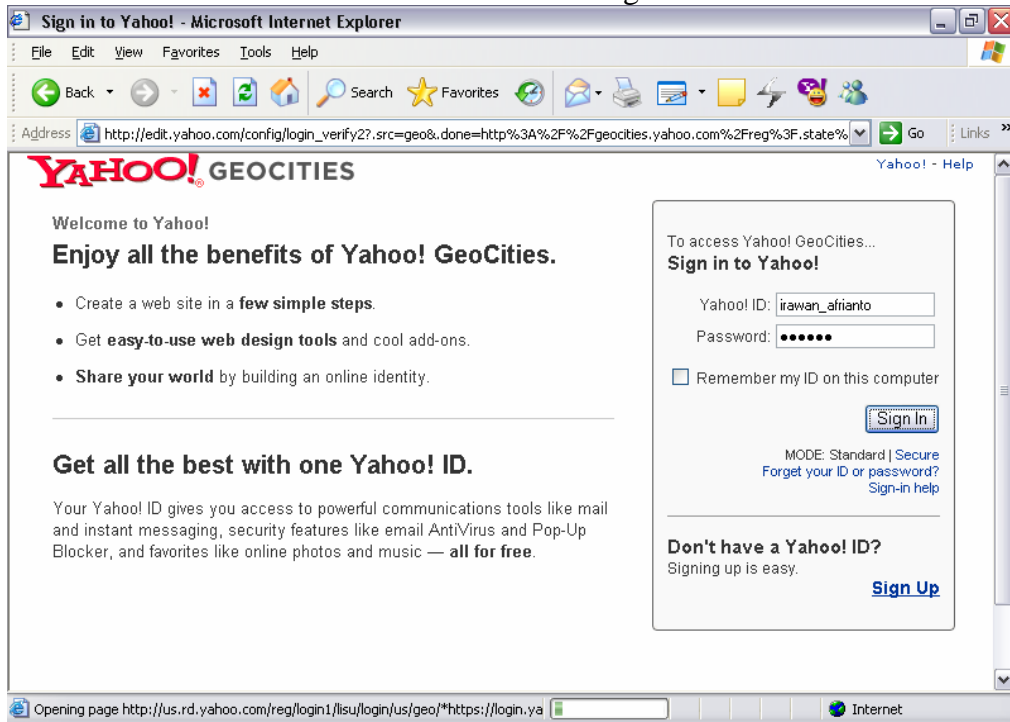 Sign in to Yahoo! - Microsoft Internet Explorer
File Edit View Favorites Tools Help
Back Search Favorites
Address http://edit.yahoo.com/config/login_verify2?.src=geo&.done=http%3A%2F%2Fgeocities.yahoo.com%2Freg%3F.state% Go Links »
YAHOO! GEOCITIES
Yahoo! - Help
Welcome to Yahoo!
Enjoy all the benefits of Yahoo! GeoCities.
• Create a web site in a few simple steps.
• Get easy-to-use web design tools and cool add-ons.
• Share your world by building an online identity.
Get all the best with one Yahoo! ID.
Your Yahoo! ID gives you access to powerful communications tools like mail
and instant messaging, security features like email AntiVirus and Pop-Up
Blocker, and favorites like online photos and music — all for free.
To access Yahoo! GeoCities...
Sign in to Yahoo!
Yahoo! ID: irawan_afrianto
Password: ●●●●●●
Remember my ID on this computer
Sign In
MODE: Standard | Secure
Forget your ID or password?
Sign-in help
Don't have a Yahoo! ID?
Signing up is easy.
Sign Up
Opening page http://us.rd.yahoo.com/reg/login1/lisu/login/us/geo/*https://login.ya Internet